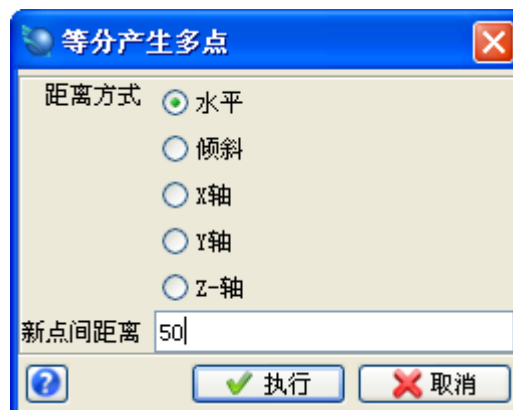 等分产生多点
距离方式 水平
倾斜
X轴
Y轴
Z-轴
新点间距离 50
执行 取消